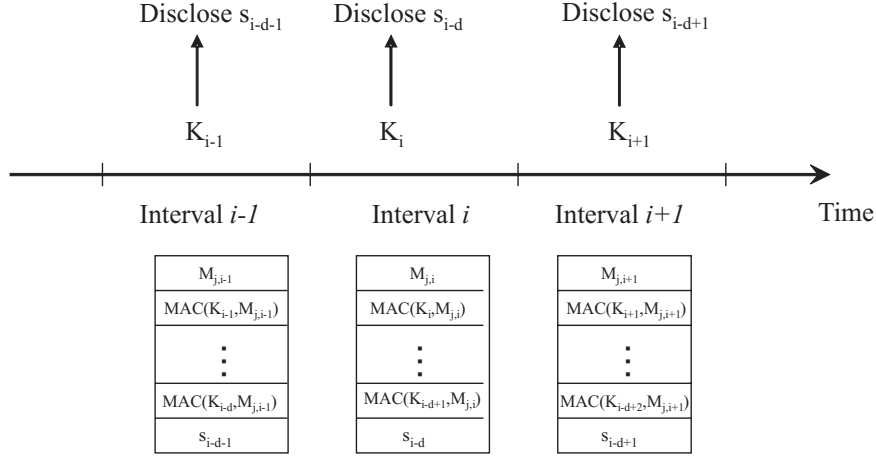 Disclose s_{i-d-1} Disclose s_{i-d} Disclose s_{i-d+1}
K_{i-1} K_i K_{i+1}
Interval i-1 Interval i Interval i+1 Time
M_{j,i-1} M_{j,i} M_{j,i+1}
MAC(K_{i-1},M_{j,i-1}) MAC(K_i,M_{j,i}) MAC(K_{i+1},M_{j,i+1})
⋮ ⋮ ⋮
MAC(K_{i-d},M_{j,i-1}) MAC(K_{i-d+1},M_{j,i}) MAC(K_{i-d+2},M_{j,i+1})
s_{i-d-1} s_{i-d} s_{i-d+1}